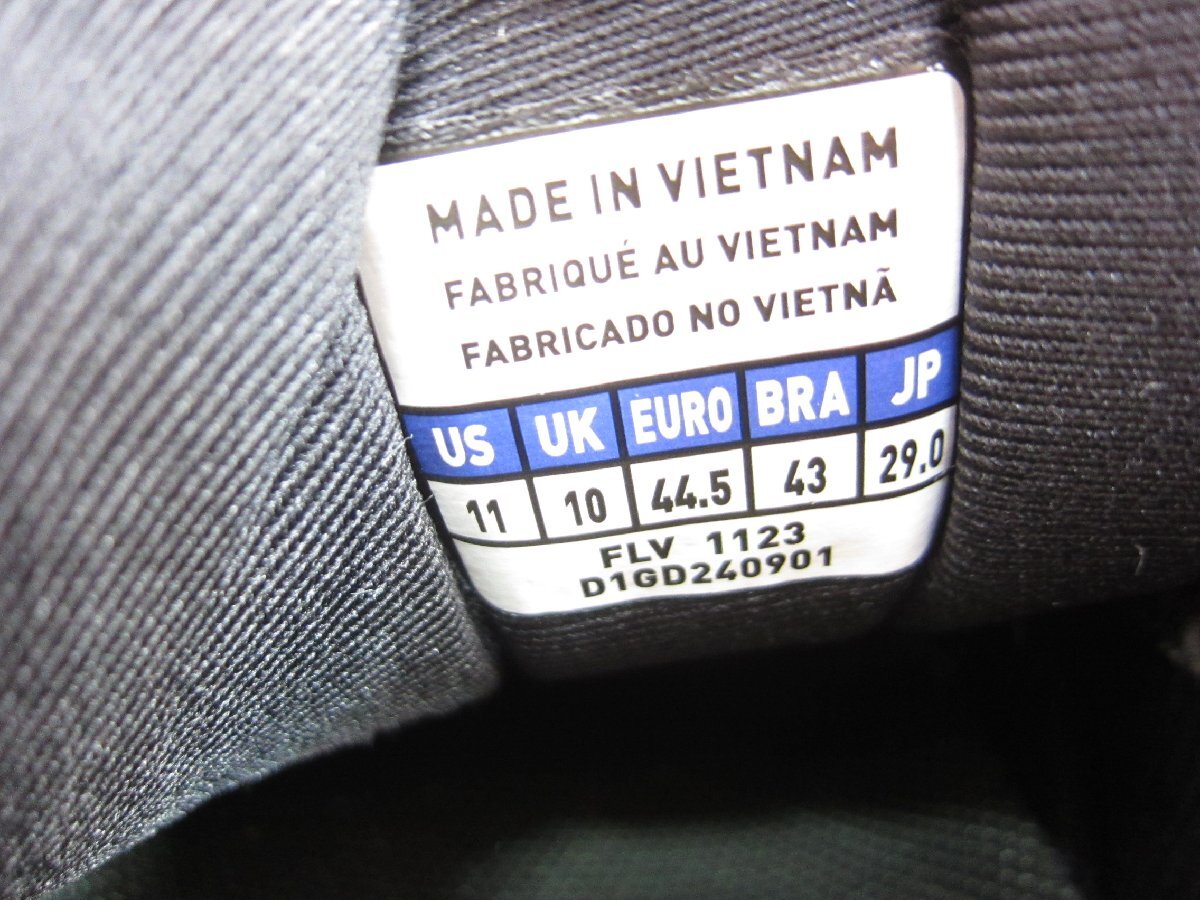 MADE IN VIETNAM
FABRIQUÉ AU VIETNAM
FABRICADO NO VIETNÃ
US UK EURO BRA JP
11 10 44.5 43 29.0
FLV 1123
D1GD240901